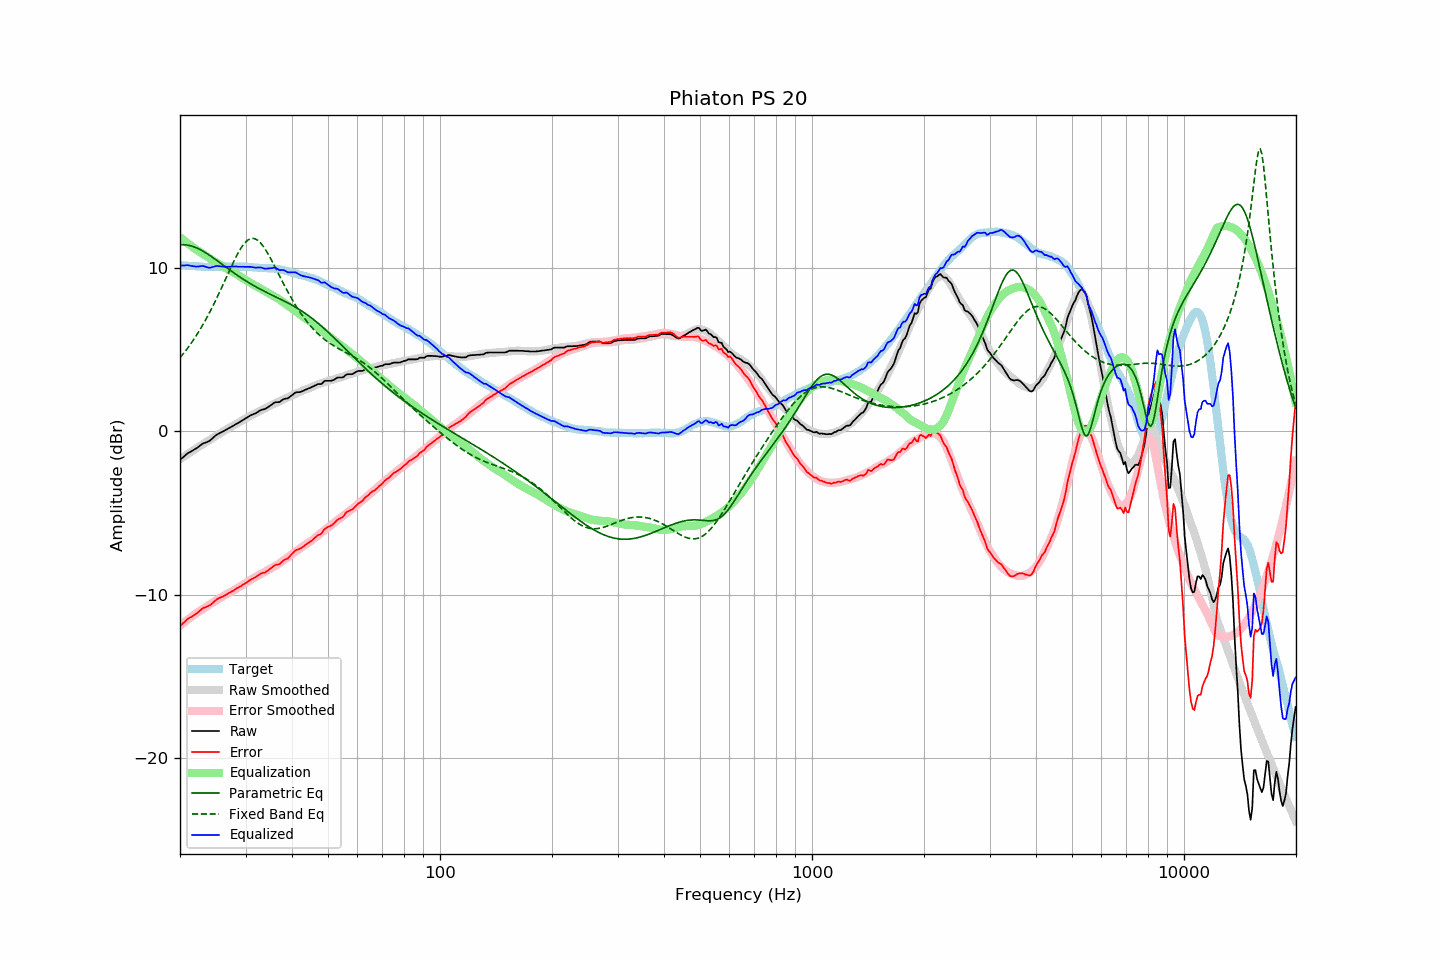 Phiaton PS 20
Amplitude (dBr)
10
0
−10
−20
Target
Raw Smoothed
Error Smoothed
Raw
Error
Equalization
Parametric Eq
Fixed Band Eq
Equalized
100
1000
10000
Frequency (Hz)